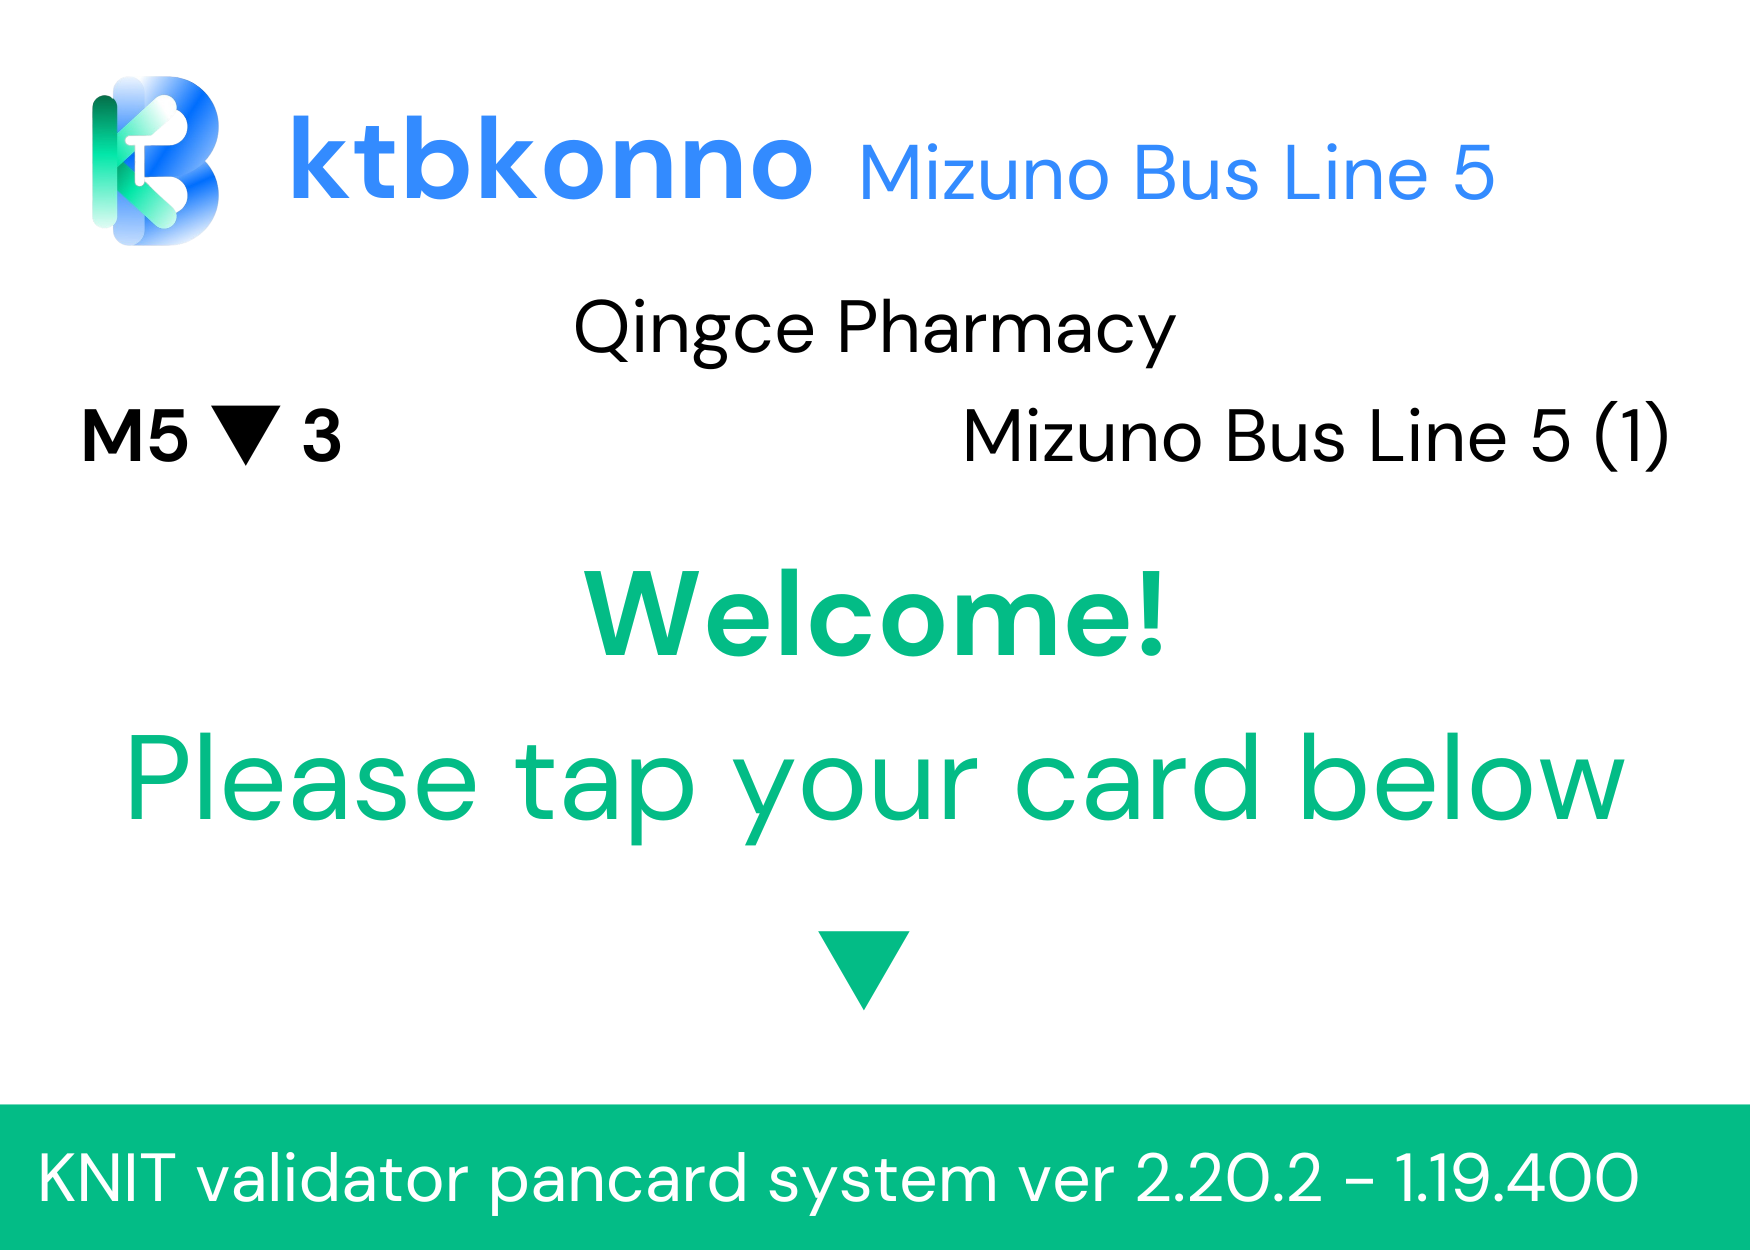 ktbkonno Mizuno Bus Line 5
Qingce Pharmacy
M5 ▼ 3 Mizuno Bus Line 5 (1)
Welcome!
Please tap your card below
▼
KNIT validator pancard system ver 2.20.2 - 1.19.400